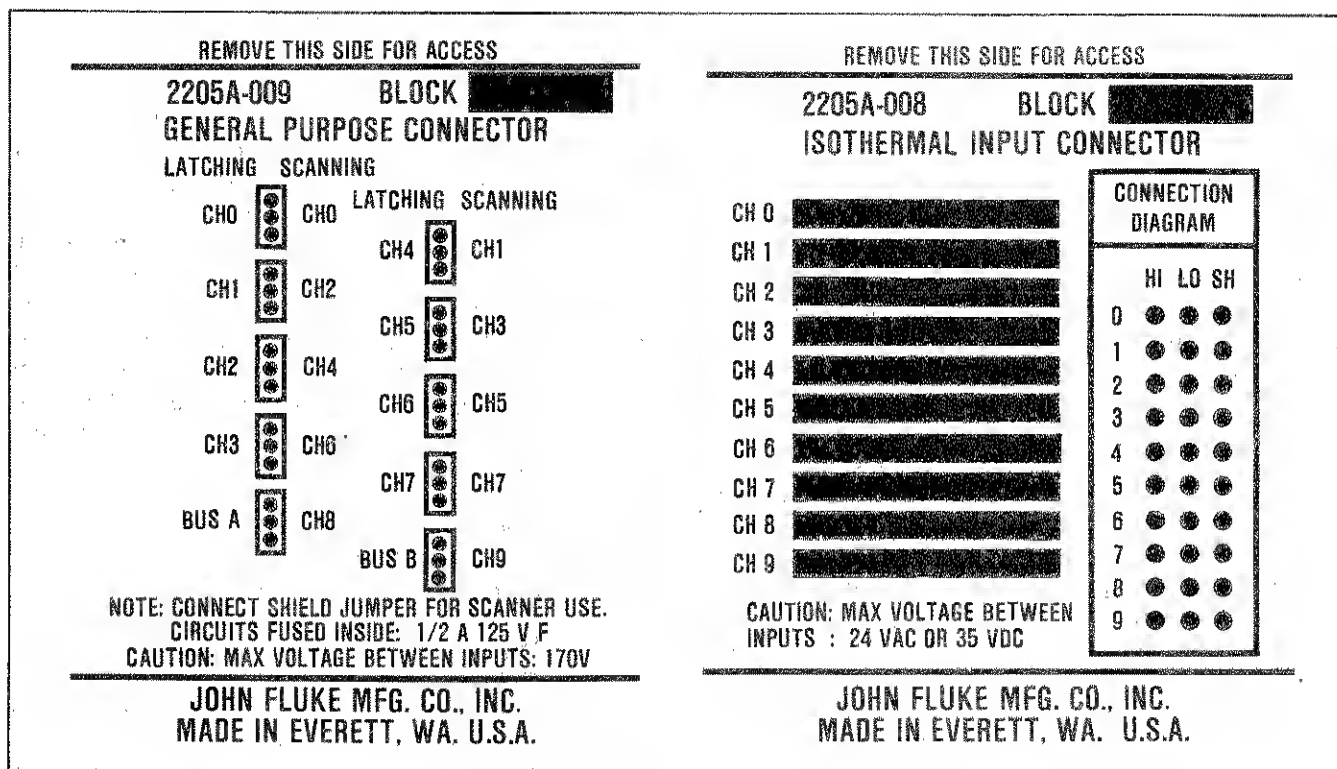 REMOVE THIS SIDE FOR ACCESS
2205A-009 BLOCK
GENERAL PURPOSE CONNECTOR
LATCHING SCANNING
CH0 CH0
LATCHING SCANNING
CH4 CH1
CH1 CH2
CH5 CH3
CH2 CH4
CH6 CH5
CH3 CH6
CH7 CH7
BUS A CH8
BUS B CH9
NOTE: CONNECT SHIELD JUMPER FOR SCANNER USE.
CIRCUITS FUSED INSIDE: 1/2 A 125 V F
CAUTION: MAX VOLTAGE BETWEEN INPUTS: 170V
JOHN FLUKE MFG. CO., INC.
MADE IN EVERETT, WA. U.S.A.
REMOVE THIS SIDE FOR ACCESS
2205A-008 BLOCK
ISOTHERMAL INPUT CONNECTOR
CH 0
CH 1
CH 2
CH 3
CH 4
CH 5
CH 6
CH 7
CH 8
CH 9
CONNECTION
DIAGRAM
HI LO SH
0
1
2
3
4
5
6
7
8
9
CAUTION: MAX VOLTAGE BETWEEN
INPUTS : 24 VAC OR 35 VDC
JOHN FLUKE MFG. CO., INC.
MADE IN EVERETT, WA. U.S.A.